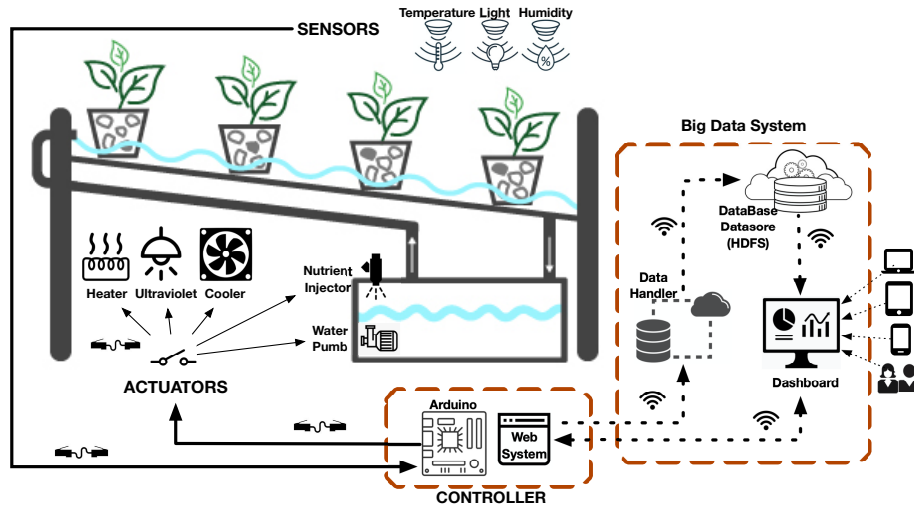 Temperature Light Humidity
SENSORS
%
Big Data System
DataBase
Datasore
(HDFS)
Nutrient
Injector
Data
Handler
Heater Ultraviolet Cooler
Water
Pumb
ACTUATORS
Dashboard
Arduino
Web
System
CONTROLLER